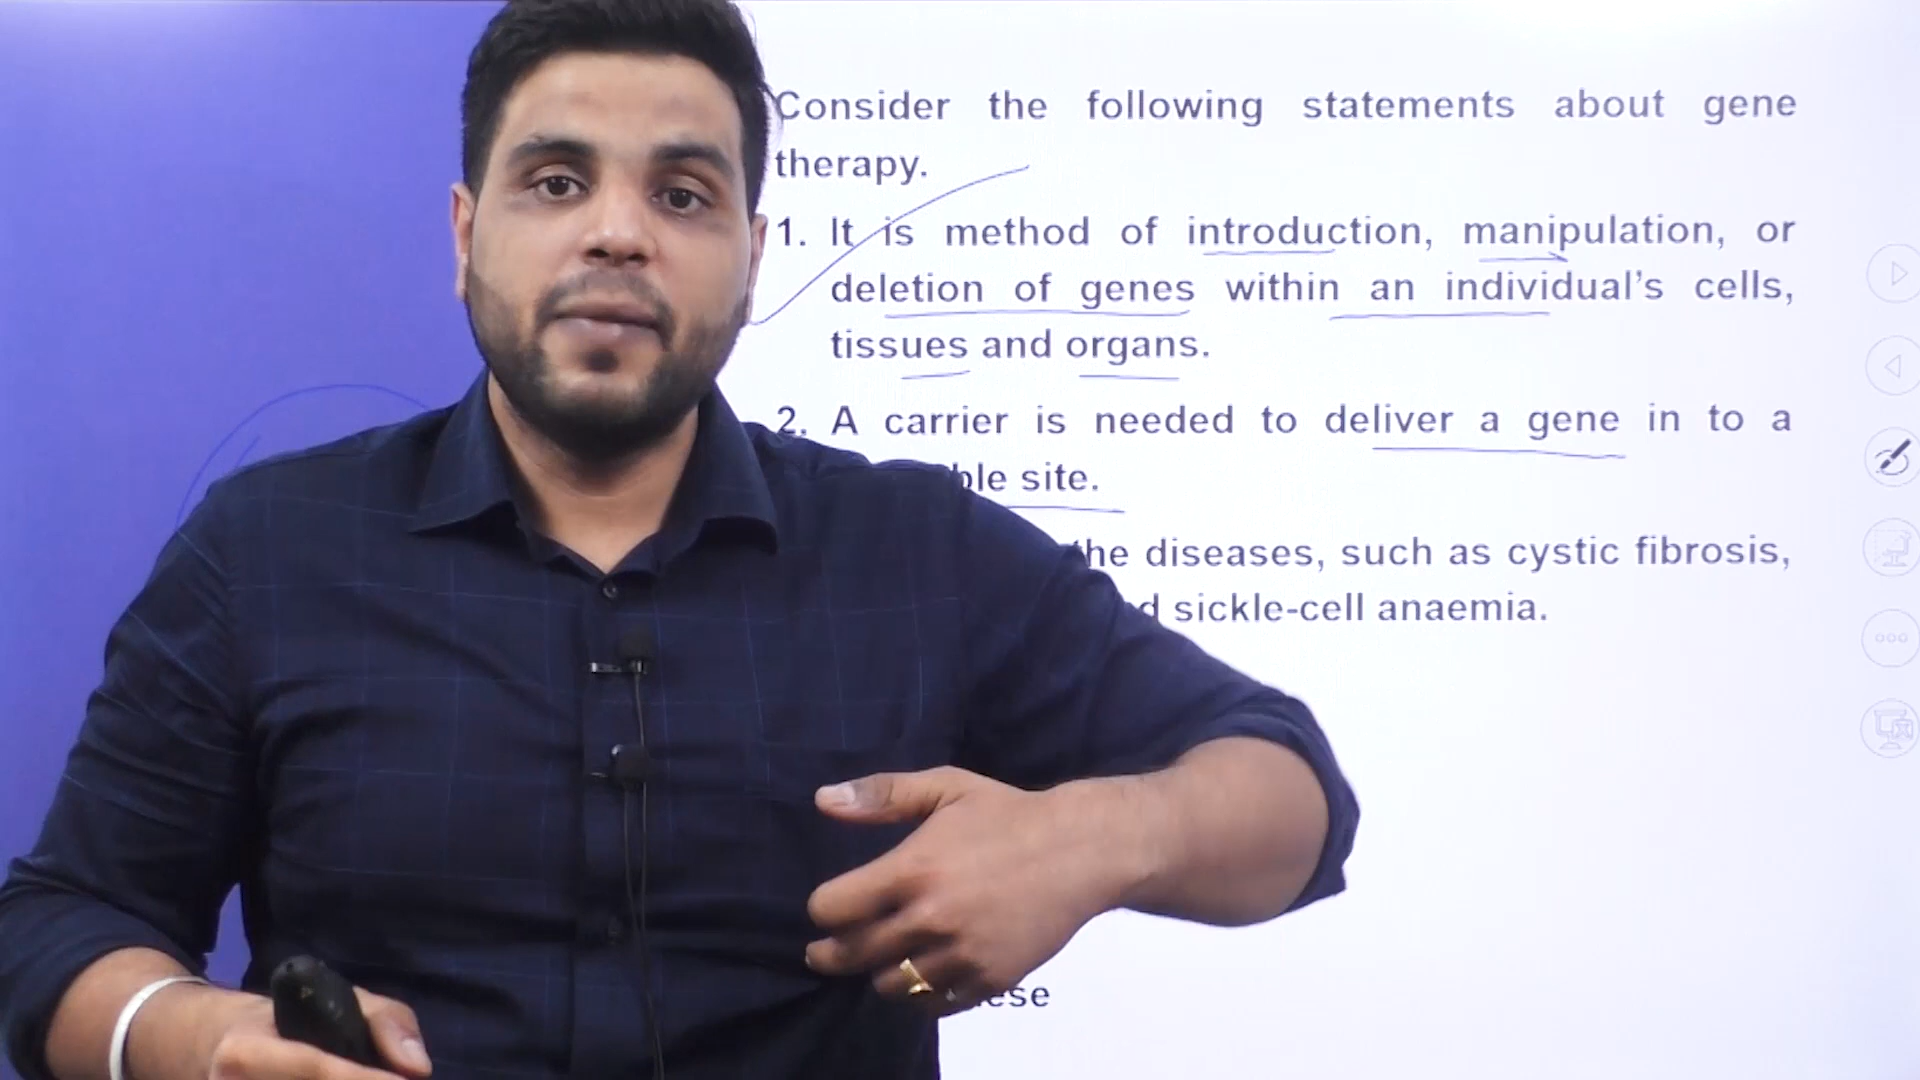 Consider the following statements about gene
therapy.
1. It is method of introduction, manipulation, or
deletion of genes within an individual's cells,
tissues and organs.
2. A carrier is needed to deliver a gene in to a
site.
the diseases, such as cystic fibrosis,
sickle-cell anaemia.